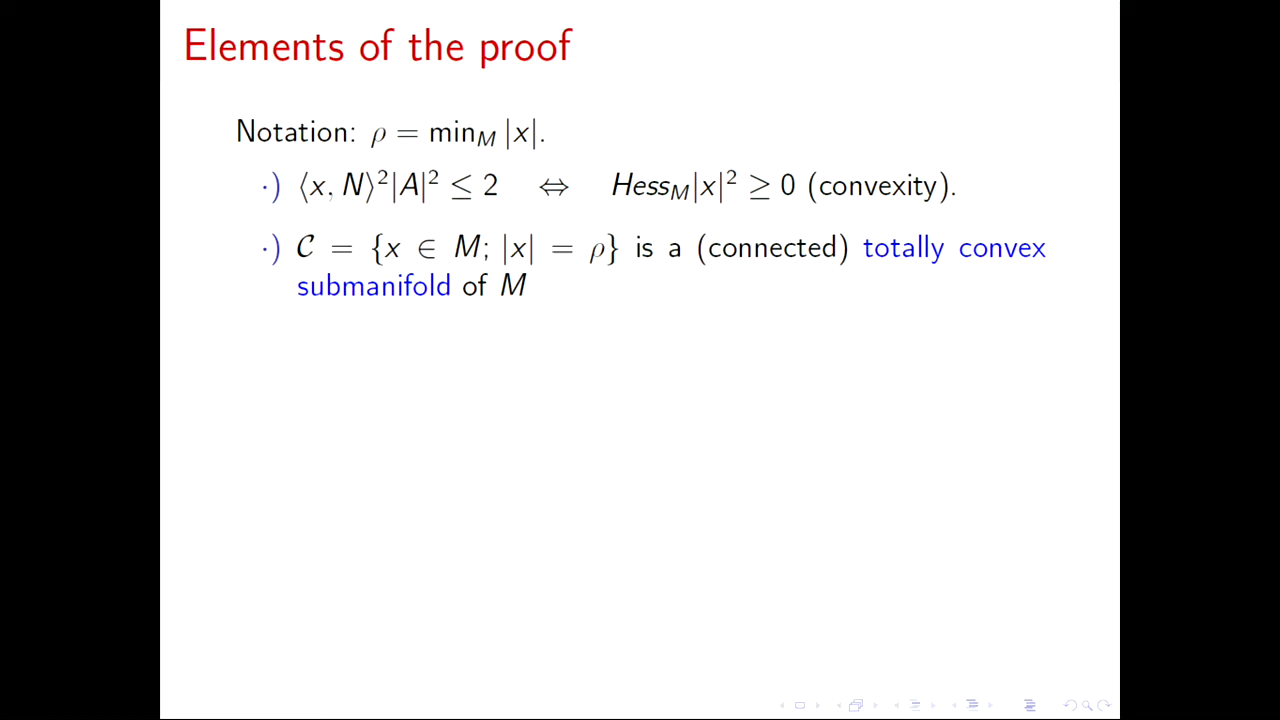 Elements of the proof
Notation: ρ = min_M |x|.
·) ⟨x, N⟩²|A|² ≤ 2 ⇔ Hess_M|x|² ≥ 0 (convexity).
·) 𝒞 = {x ∈ M; |x| = ρ} is a (connected) totally convex
submanifold of M